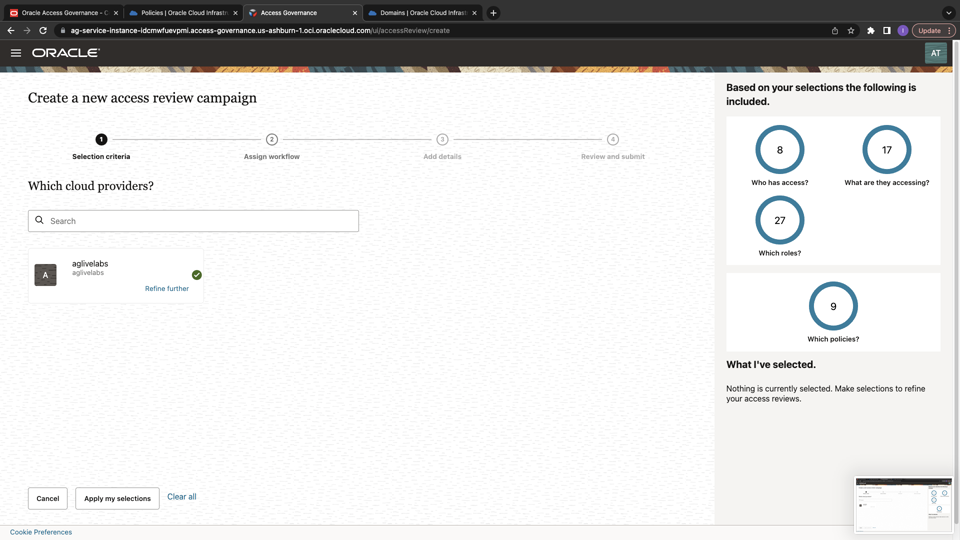 Oracle Access Governance - C
Policies | Oracle Cloud Infrastru
Access Governance
Domains | Oracle Cloud Infrast
ag-service-instance-idcmwfuevpmi.access-governance.us-ashburn-1.oci.oraclecloud.com/ui/accessReview/create
I
Update
ORACLE
AT
Create a new access review campaign
1
2
3
4
Selection criteria
Assign workflow
Add details
Review and submit
Which cloud providers?
Search
A
aglivelabs
aglivelabs
Refine further
Cancel
Apply my selections
Clear all
Based on your selections the following is
included.
8
17
Who has access?
What are they accessing?
27
Which roles?
9
Which policies?
What I've selected.
Nothing is currently selected. Make selections to refine
your access reviews.
Cookie Preferences